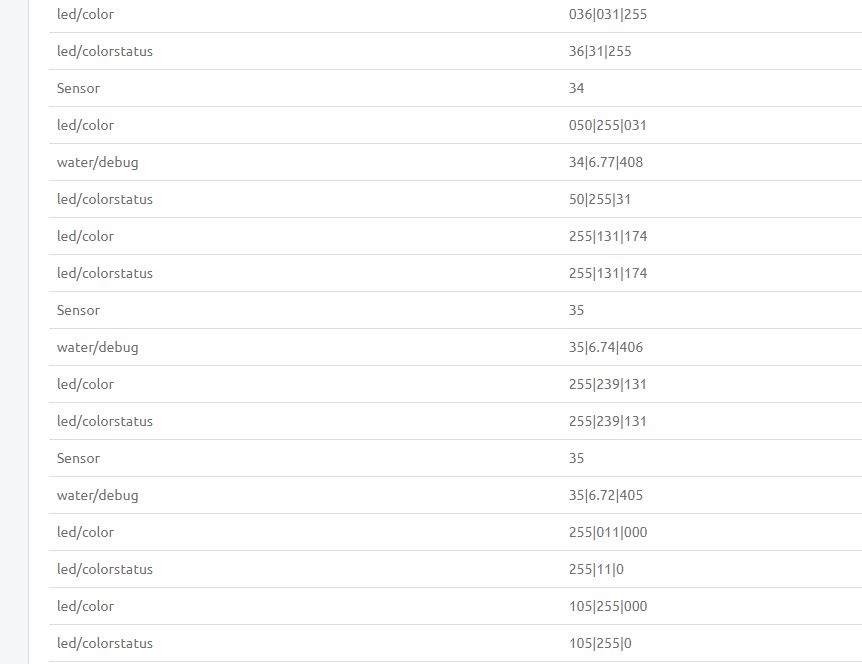 led/color 036|031|255
led/colorstatus 36|31|255
Sensor 34
led/color 050|255|031
water/debug 34|6.77|408
led/colorstatus 50|255|31
led/color 255|131|174
led/colorstatus 255|131|174
Sensor 35
water/debug 35|6.74|406
led/color 255|239|131
led/colorstatus 255|239|131
Sensor 35
water/debug 35|6.72|405
led/color 255|011|000
led/colorstatus 255|11|0
led/color 105|255|000
led/colorstatus 105|255|0